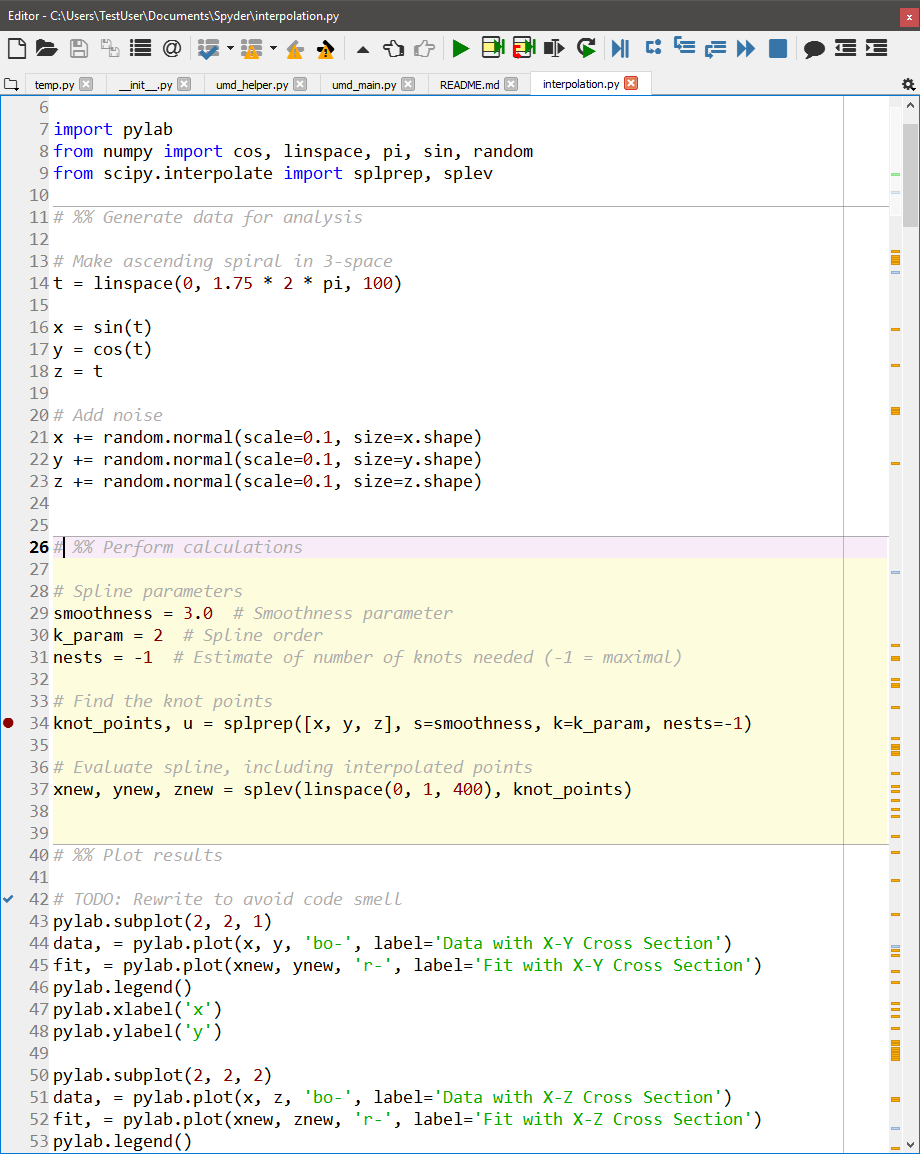 Editor - C:\Users\TestUser\Documents\Spyder\interpolation.py
temp.py __init__.py umd_helper.py umd_main.py README.md interpolation.py
6
7 import pylab
8 from numpy import cos, linspace, pi, sin, random
9 from scipy.interpolate import splprep, splev
10
11 # %% Generate data for analysis
12
13 # Make ascending spiral in 3-space
14 t = linspace(0, 1.75 * 2 * pi, 100)
15
16 x = sin(t)
17 y = cos(t)
18 z = t
19
20 # Add noise
21 x += random.normal(scale=0.1, size=x.shape)
22 y += random.normal(scale=0.1, size=y.shape)
23 z += random.normal(scale=0.1, size=z.shape)
24
25
26 # %% Perform calculations
27
28 # Spline parameters
29 smoothness = 3.0  # Smoothness parameter
30 k_param = 2  # Spline order
31 nests = -1  # Estimate of number of knots needed (-1 = maximal)
32
33 # Find the knot points
34 knot_points, u = splprep([x, y, z], s=smoothness, k=k_param, nests=-1)
35
36 # Evaluate spline, including interpolated points
37 xnew, ynew, znew = splev(linspace(0, 1, 400), knot_points)
38
39
40 # %% Plot results
41
42 # TODO: Rewrite to avoid code smell
43 pylab.subplot(2, 2, 1)
44 data, = pylab.plot(x, y, 'bo-', label='Data with X-Y Cross Section')
45 fit, = pylab.plot(xnew, ynew, 'r-', label='Fit with X-Y Cross Section')
46 pylab.legend()
47 pylab.xlabel('x')
48 pylab.ylabel('y')
49
50 pylab.subplot(2, 2, 2)
51 data, = pylab.plot(x, z, 'bo-', label='Data with X-Z Cross Section')
52 fit, = pylab.plot(xnew, znew, 'r-', label='Fit with X-Z Cross Section')
53 pylab.legend()